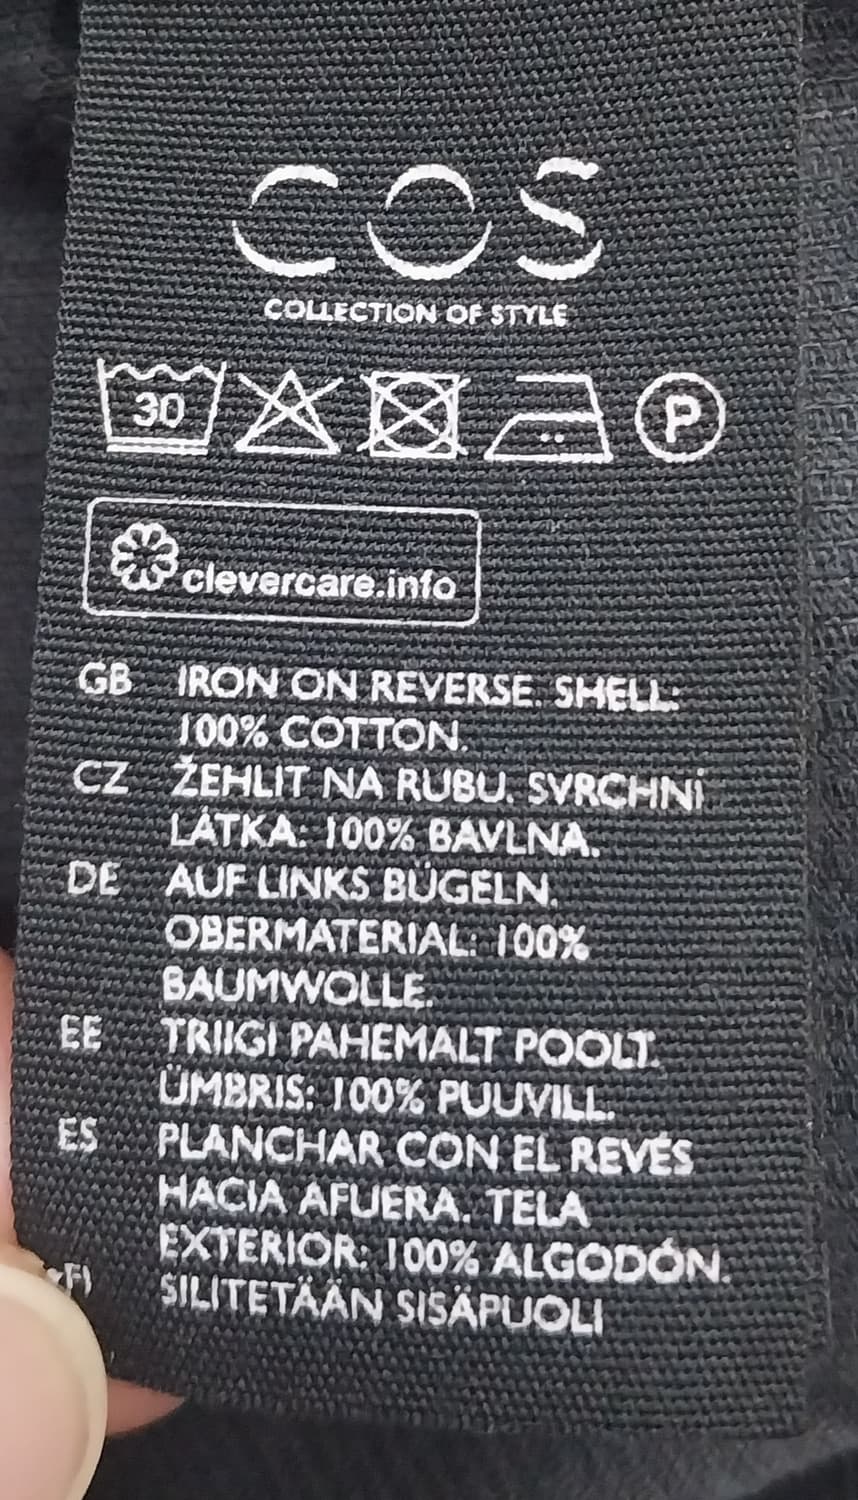 COS
COLLECTION OF STYLE
30 P
clevercare.info
GB IRON ON REVERSE. SHELL:
100% COTTON.
CZ ŽEHLIT NA RUBU. SVRCHNÍ
LÁTKA: 100% BAVLNA.
DE AUF LINKS BÜGELN.
OBERMATERIAL: 100%
BAUMWOLLE.
EE TRIIGI PAHEMALT POOLT.
ÜMBRIS: 100% PUUVILL.
ES PLANCHAR CON EL REVÉS
HACIA AFUERA. TELA
EXTERIOR: 100% ALGODÓN.
FI SILITETÄÄN SISÄPUOLI